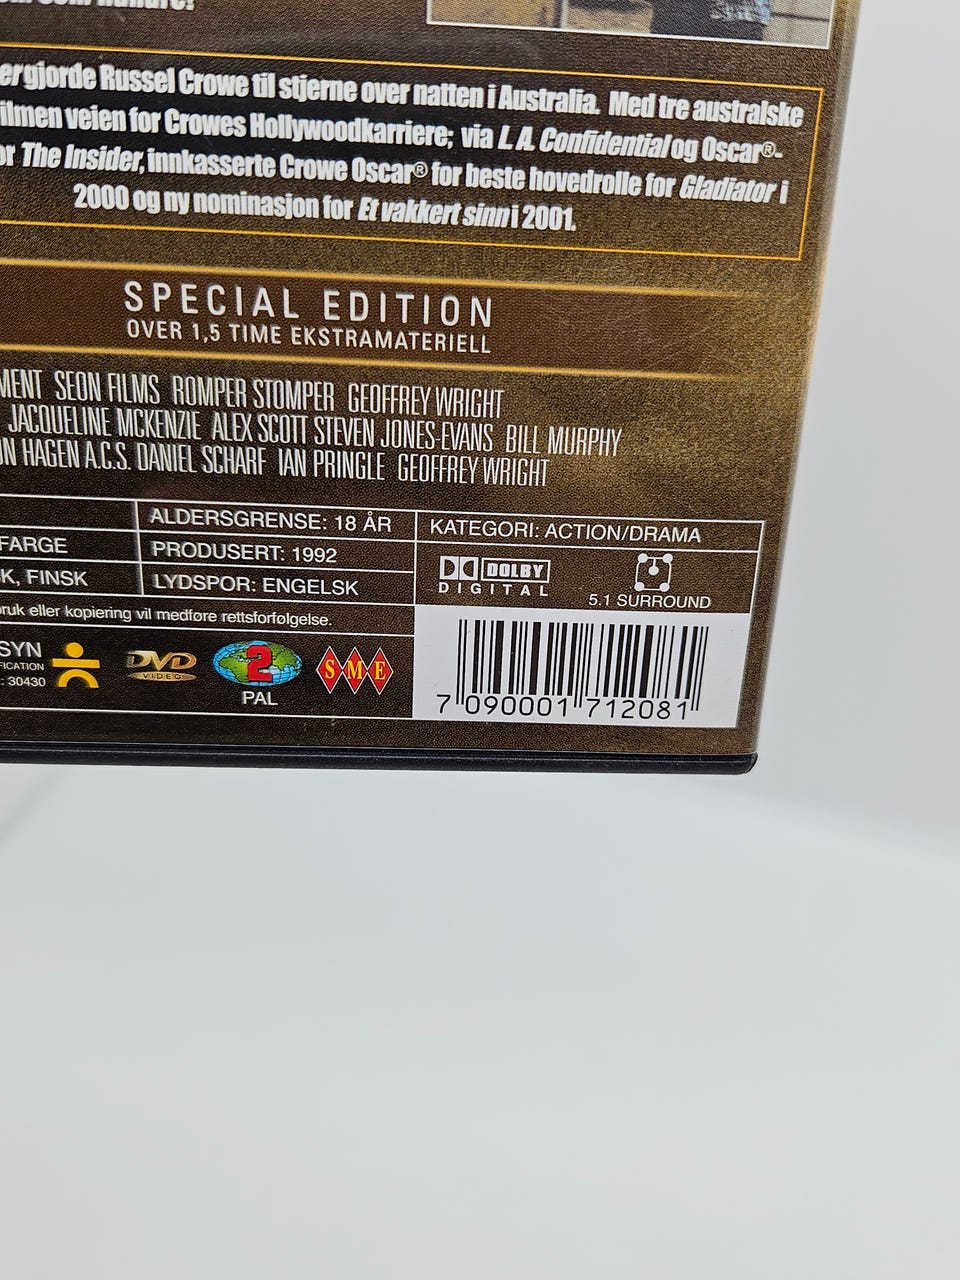 ergjorde Russel Crowe til stjerne over natten i Australia. Med tre australske
ilmen veien for Crowes Hollywoodkarriere; via L.A. Confidential og Oscar®-
or The Insider, innkasserte Crowe Oscar® for beste hovedrolle for Gladiator i
2000 og ny nominasjon for Et vakkert sinn i 2001.
SPECIAL EDITION
OVER 1,5 TIME EKSTRAMATERIELL
MENT SEON FILMS ROMPER STOMPER GEOFFREY WRIGHT
JACQUELINE MCKENZIE ALEX SCOTT STEVEN JONES-EVANS BILL MURPHY
N HAGEN A.C.S. DANIEL SCHARF IAN PRINGLE GEOFFREY WRIGHT
ALDERSGRENSE: 18 ÅR
KATEGORI: ACTION/DRAMA
FARGE
PRODUSERT: 1992
K, FINSK
LYDSPOR: ENGELSK
DOLBY
DIGITAL
5.1 SURROUND
ruk eller kopiering vil medføre rettsforfølgelse.
SYN
FICATION
: 30430
DVD
VIDEO
2
PAL
SME
7 090001 712081